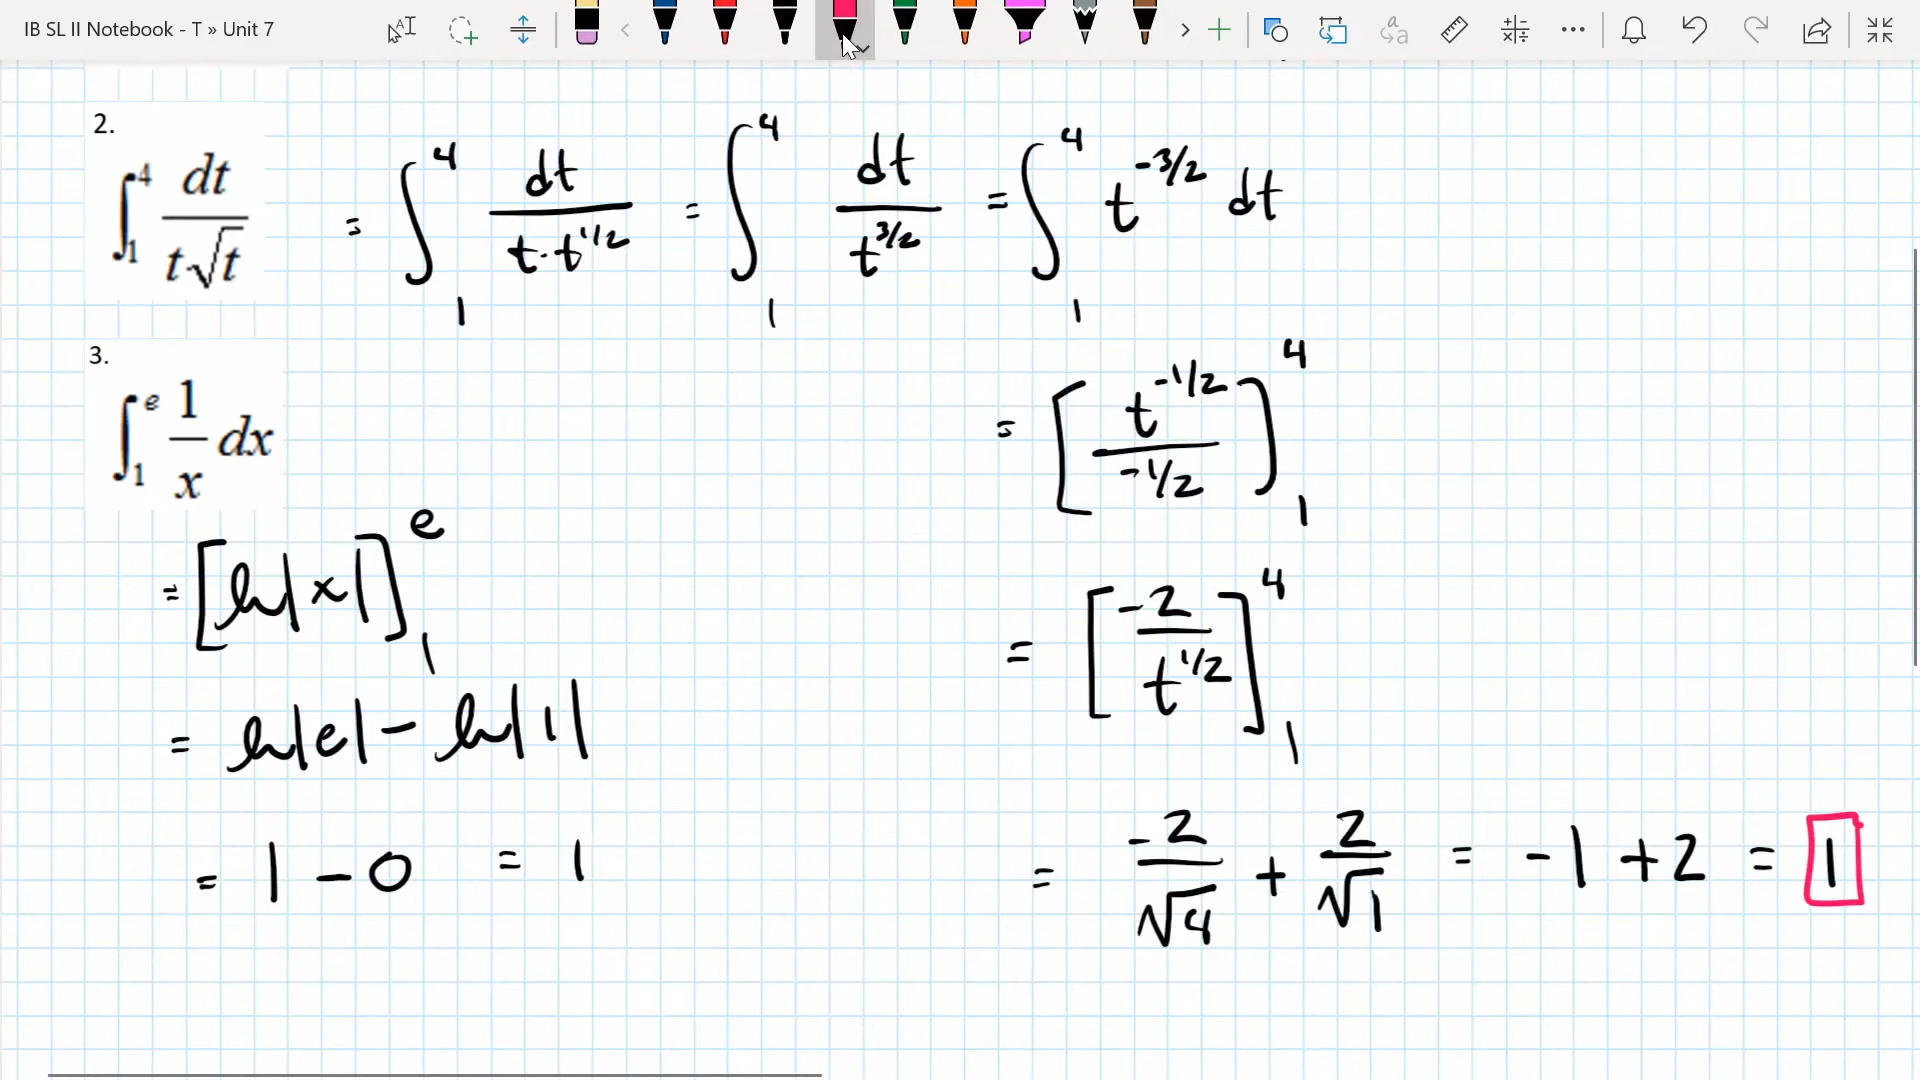 IB SL II Notebook - T » Unit 7
2.
∫₁⁴ dt/(t√t) = ∫₁⁴ dt/(t·t^(1/2)) = ∫₁⁴ dt/t^(3/2) = ∫₁⁴ t^(-3/2) dt
= [t^(-1/2)/(-1/2)]₁⁴
= [-2/t^(1/2)]₁⁴
= -2/√4 + 2/√1 = -1 + 2 = 1
3.
∫₁ᵉ 1/x dx
= [ln|x|]₁ᵉ
= ln|e| - ln|1|
= 1 - 0 = 1